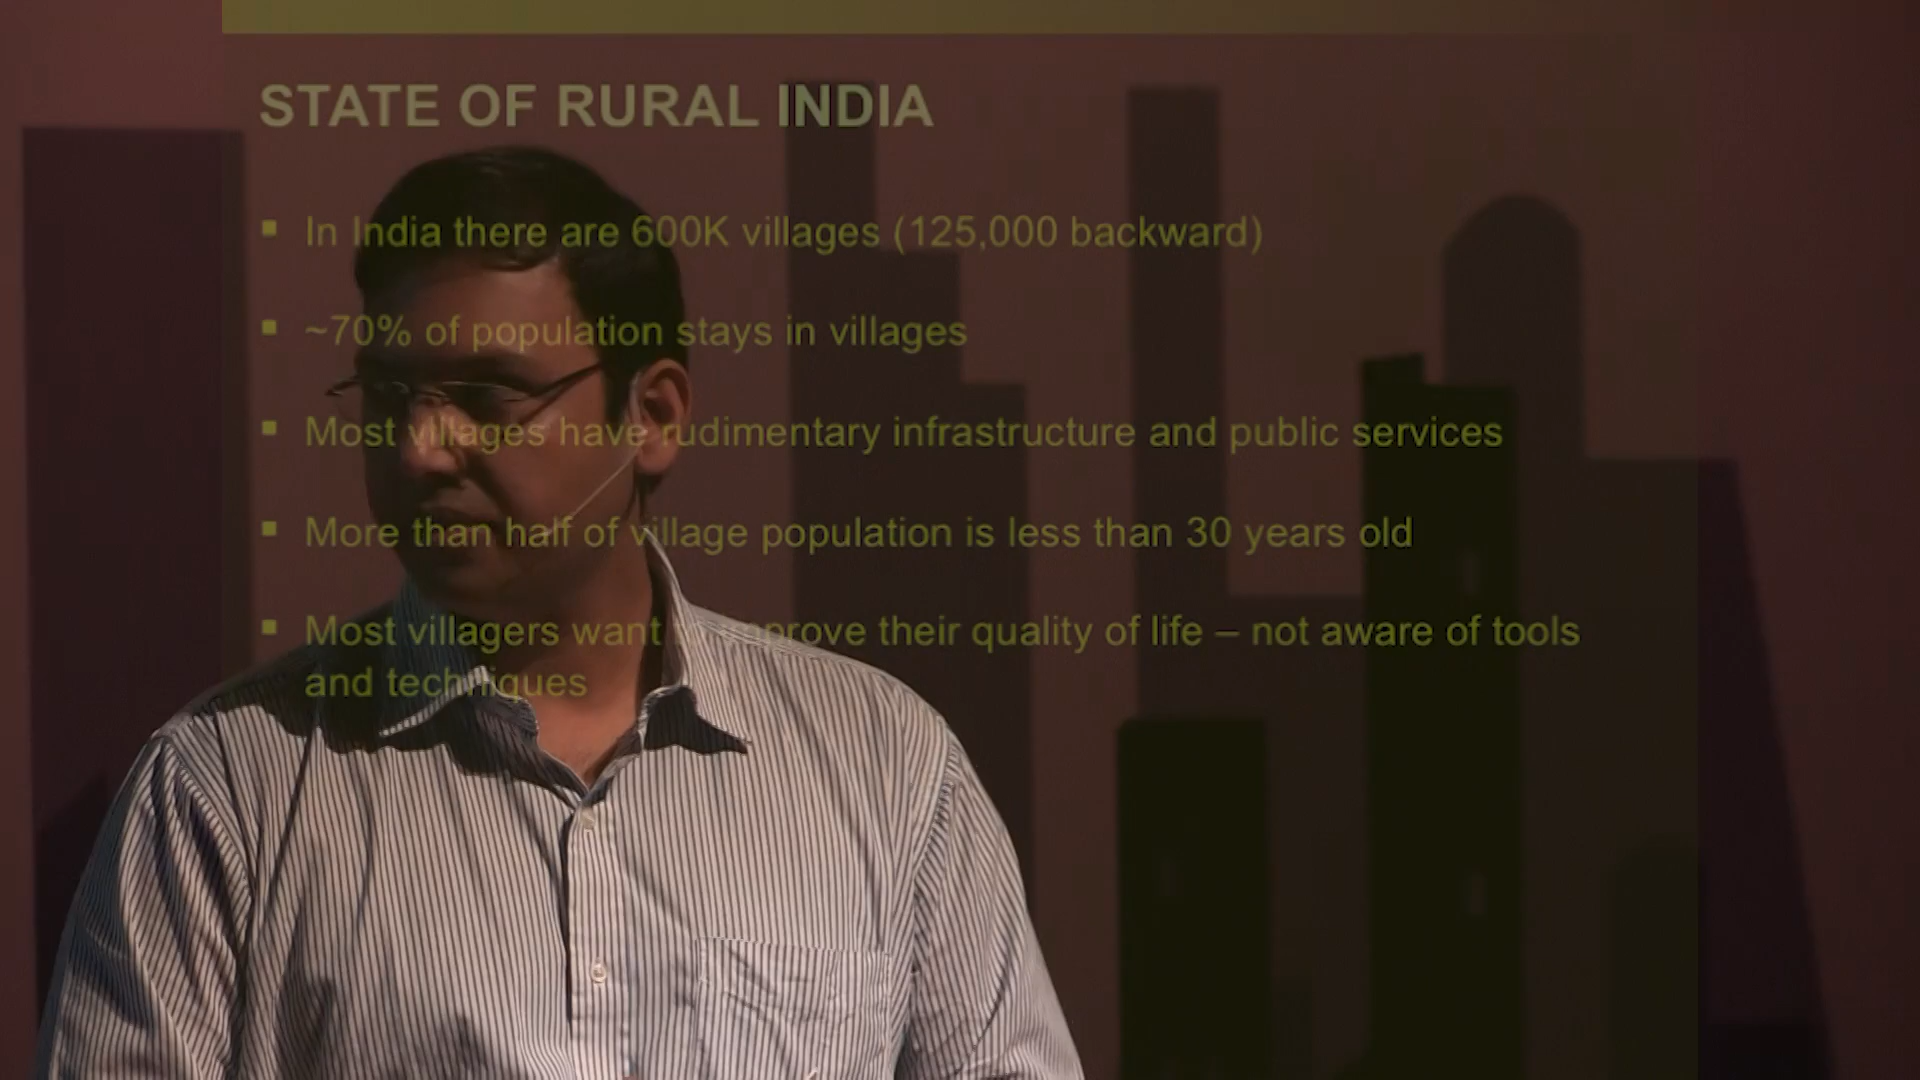 STATE OF RURAL INDIA
▪ In India there are 600K villages (125,000 backward)
▪ ~70% of population stays in villages
▪ Most villages have rudimentary infrastructure and public services
▪ More than half of village population is less than 30 years old
▪ Most villagers want improve their quality of life – not aware of tools
and techniques